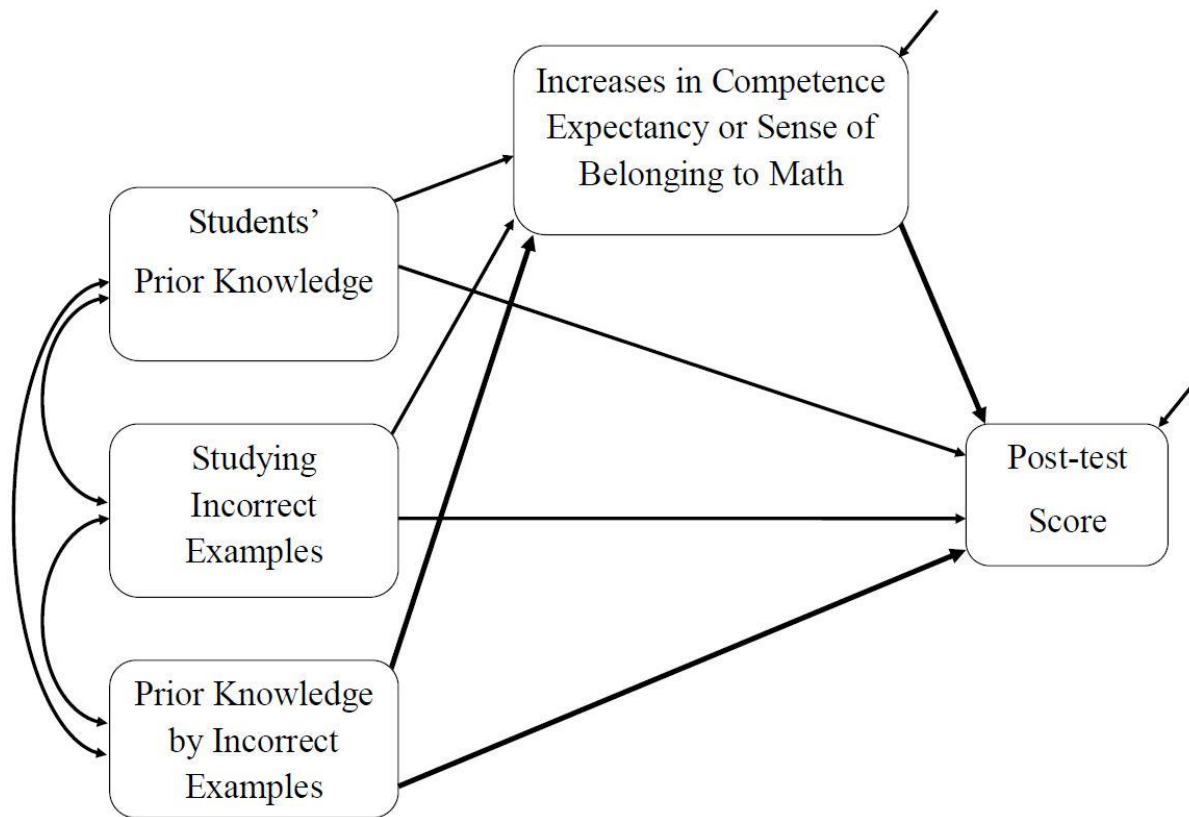 Increases in Competence
Expectancy or Sense of
Belonging to Math
Students’
Prior Knowledge
Studying
Incorrect
Examples
Post-test
Score
Prior Knowledge
by Incorrect
Examples